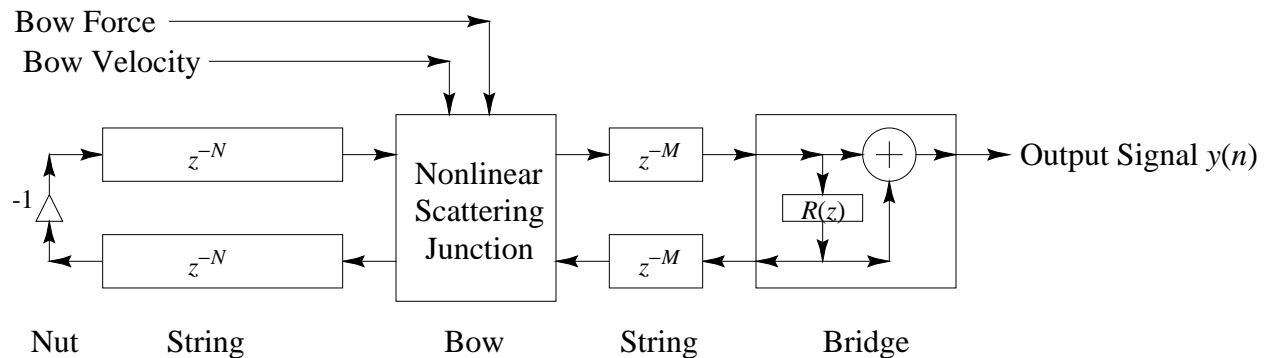 Bow Force
Bow Velocity
z^{-N}
Nonlinear
Scattering
Junction
z^{-M}
+
Output Signal y(n)
-1
R(z)
z^{-N}
z^{-M}
Nut String Bow String Bridge